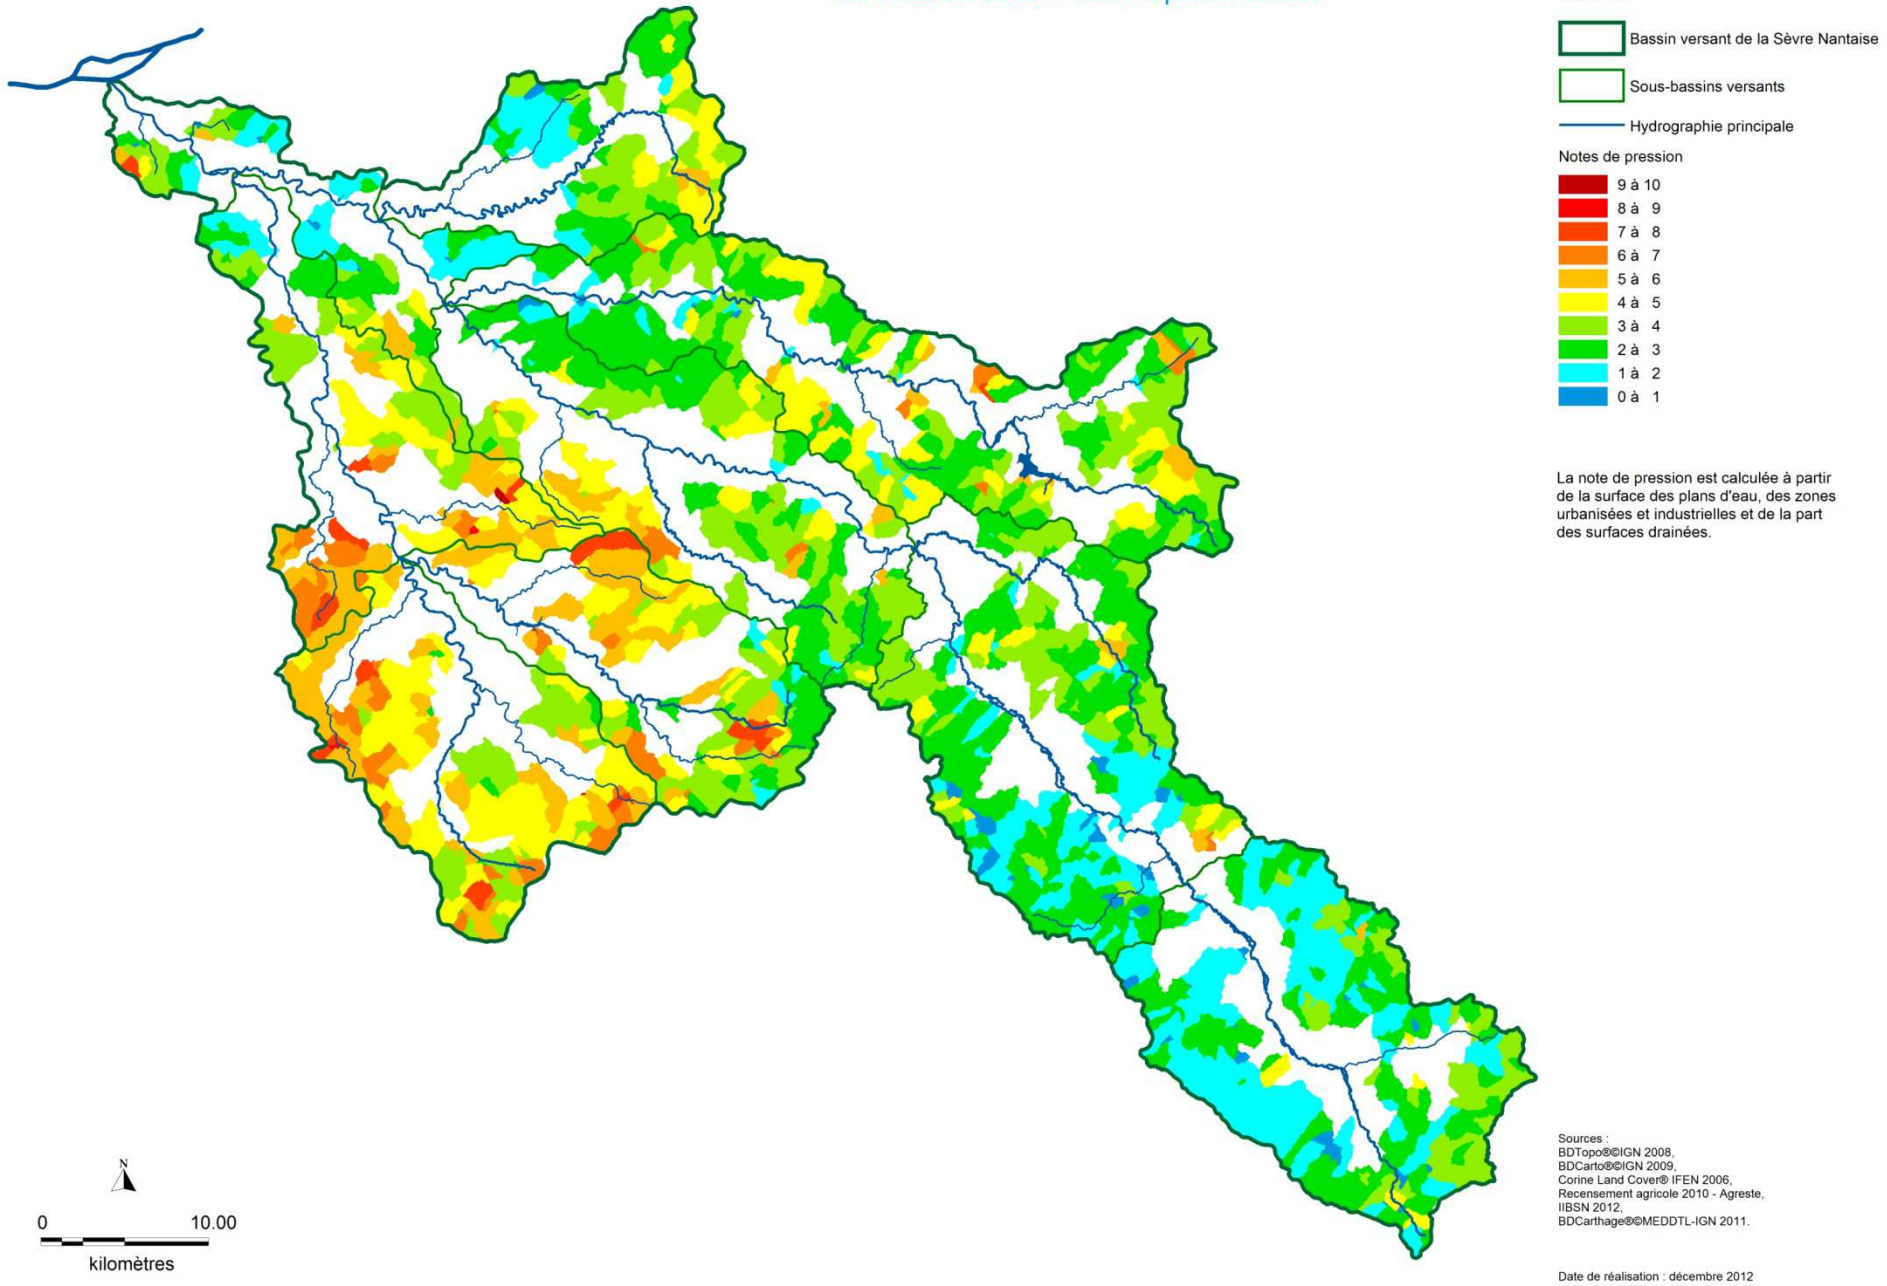 Bassin versant de la Sèvre Nantaise
Sous-bassins versants
Hydrographie principale
Notes de pression
9 à 10
8 à 9
7 à 8
6 à 7
5 à 6
4 à 5
3 à 4
2 à 3
1 à 2
0 à 1
La note de pression est calculée à partir
de la surface des plans d'eau, des zones
urbanisées et industrielles et de la part
des surfaces drainées.
Sources :
BDTopo®©IGN 2008,
BDCarto®©IGN 2009,
Corine Land Cover® IFEN 2006,
Recensement agricole 2010 - Agreste,
IIBSN 2012,
BDCarthage®©MEDDTL-IGN 2011.
Date de réalisation : décembre 2012
N
0 10.00
kilomètres